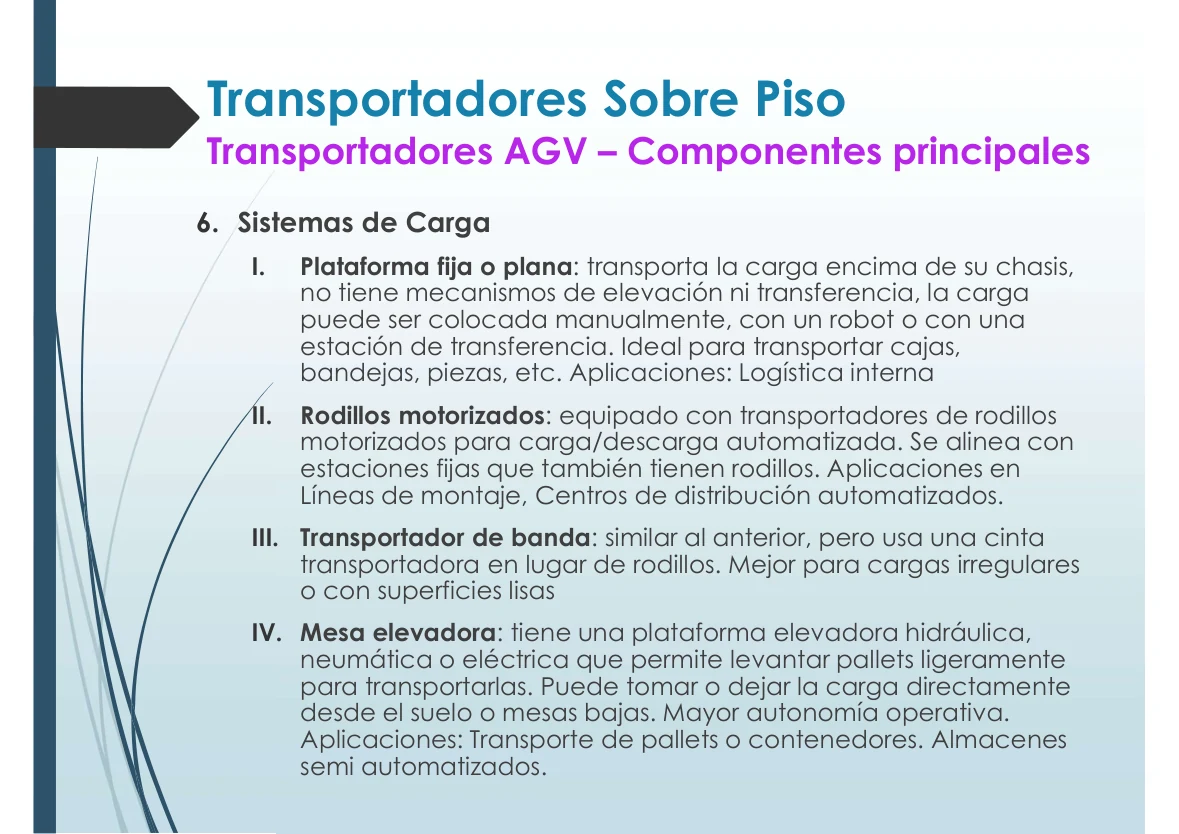 Transportadores Sobre Piso
Transportadores AGV – Componentes principales
6. Sistemas de Carga
I. Plataforma fija o plana: transporta la carga encima de su chasis,
no tiene mecanismos de elevación ni transferencia, la carga
puede ser colocada manualmente, con un robot o con una
estación de transferencia. Ideal para transportar cajas,
bandejas, piezas, etc. Aplicaciones: Logística interna
II. Rodillos motorizados: equipado con transportadores de rodillos
motorizados para carga/descarga automatizada. Se alinea con
estaciones fijas que también tienen rodillos. Aplicaciones en
Líneas de montaje, Centros de distribución automatizados.
III. Transportador de banda: similar al anterior, pero usa una cinta
transportadora en lugar de rodillos. Mejor para cargas irregulares
o con superficies lisas
IV. Mesa elevadora: tiene una plataforma elevadora hidráulica,
neumática o eléctrica que permite levantar pallets ligeramente
para transportarlas. Puede tomar o dejar la carga directamente
desde el suelo o mesas bajas. Mayor autonomía operativa.
Aplicaciones: Transporte de pallets o contenedores. Almacenes
semi automatizados.